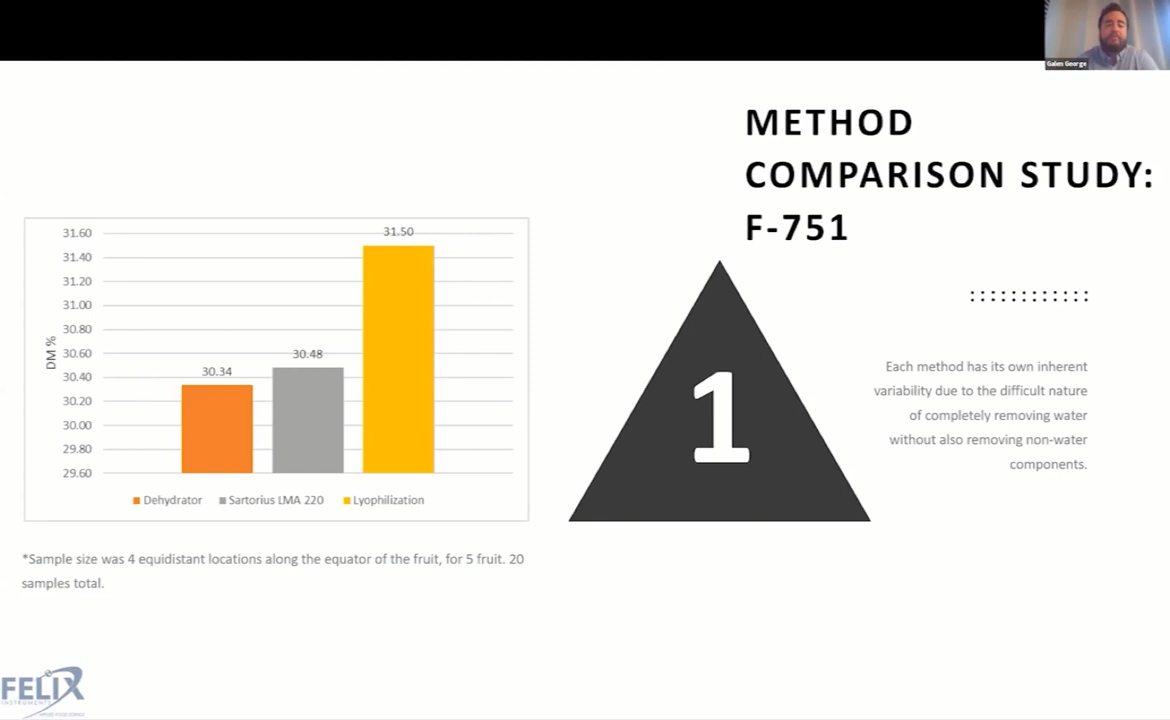 Galen George
METHOD
COMPARISON STUDY:
F-751
31.60
31.40
31.20
31.00
30.80
30.60
30.40
30.20
30.00
29.80
29.60
DM %
30.34
30.48
31.50
Dehydrator
Sartorius LMA 220
Lyophilization
1
Each method has its own inherent
variability due to the difficult nature
of completely removing water
without also removing non-water
components.
*Sample size was 4 equidistant locations along the equator of the fruit, for 5 fruit. 20
samples total.
FELIX
INSTRUMENTS
APPLIED FOOD SCIENCE